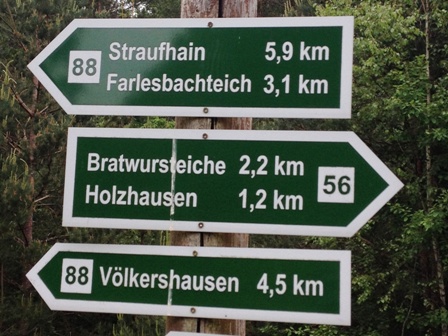 88 Straufhain 5,9 km
Farlesbachteich 3,1 km
Bratwursteiche 2,2 km 56
Holzhausen 1,2 km
88 Völkershausen 4,5 km